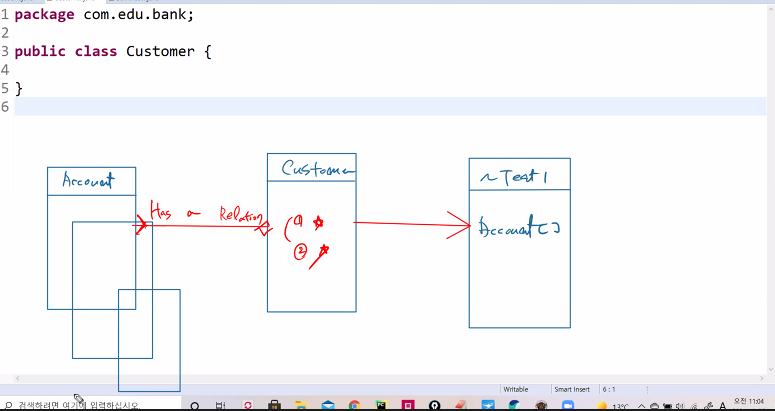 1 package com.edu.bank;
2
3 public class Customer {
4
5 }
6
Account
Has a Relation
Customer
①
②
~Test1
Account[]
Writable
Smart Insert
6 : 1
검색하려면 여기에 입력하십시오.
13°C
A
오전 11:04